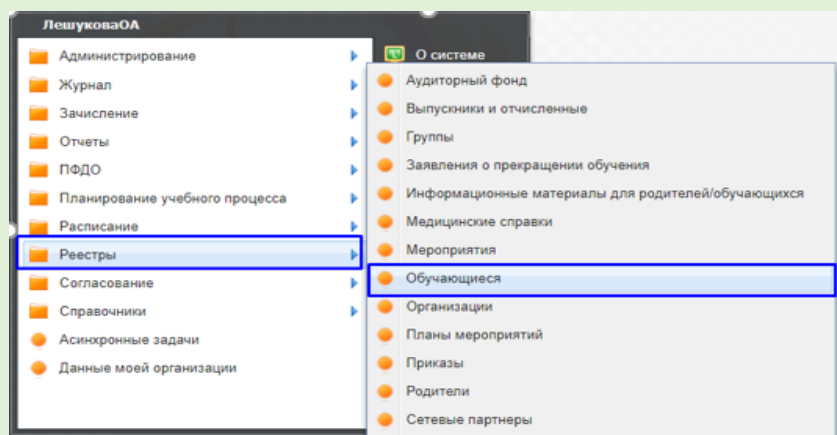 ЛешуковаОА
Администрирование
Журнал
Зачисление
Отчеты
ПФДО
Планирование учебного процесса
Расписание
Реестры
Согласование
Справочники
Асинхронные задачи
Данные моей организации
О системе
Аудиторный фонд
Выпускники и отчисленные
Группы
Заявления о прекращении обучения
Информационные материалы для родителей/обучающихся
Медицинские справки
Мероприятия
Обучающиеся
Организации
Планы мероприятий
Приказы
Родители
Сетевые партнеры